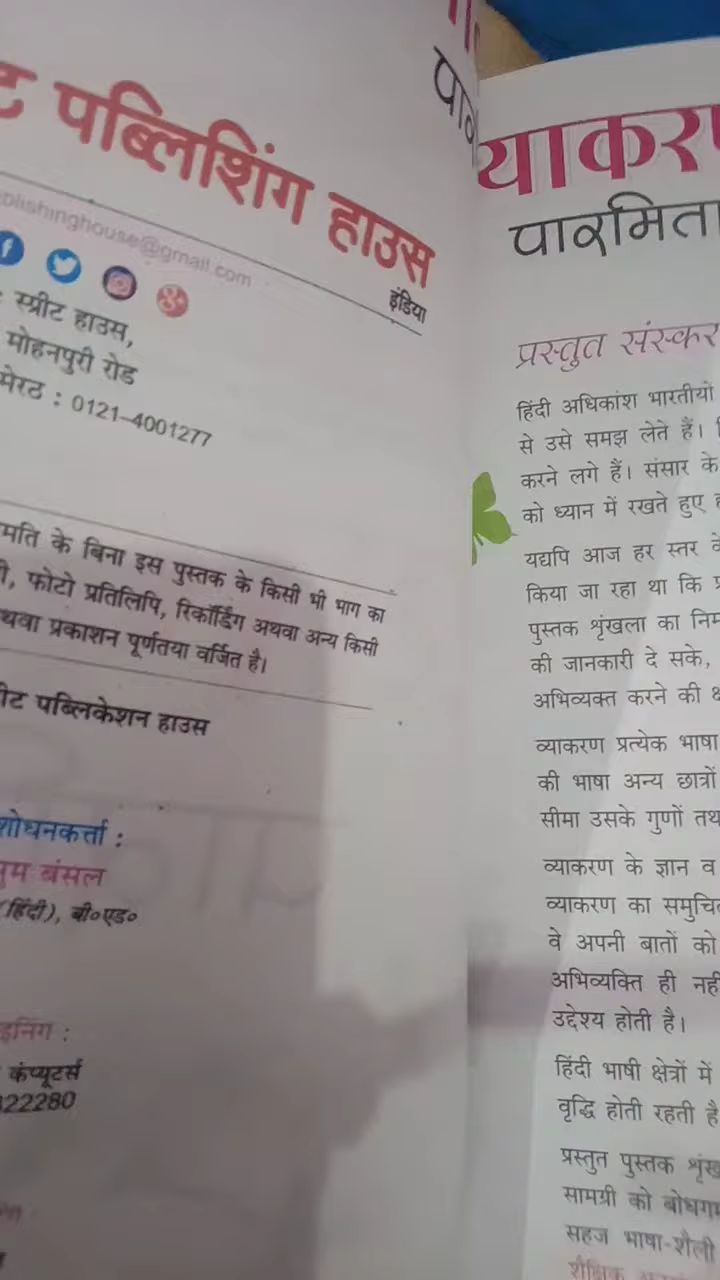 पब्लिशिंग हाउस
blishinghouse@gmail.com
इंडिया
: स्प्रीट हाउस,
मोहनपुरी रोड
मेरठ : 0121-4001277
मति के बिना इस पुस्तक के किसी भी भाग का
ी, फोटो प्रतिलिपि, रिकॉर्डिंग अथवा अन्य किसी
थवा प्रकाशन पूर्णतया वर्जित है।
ीट पब्लिकेशन हाउस
शोधनकर्त्ता :
बंसल
(हिंदी), बी०एड०
इनिंग :
कंप्यूटर्स
322280
याकर
पारमिता
प्रस्तुत संस्कर
हिंदी अधिकांश भारतीयों
से उसे समझ लेते हैं।
करने लगे हैं। संसार के
को ध्यान में रखते हुए
यद्यपि आज हर स्तर
किया जा रहा था कि
पुस्तक शृंखला का निम
की जानकारी दे सके,
अभिव्यक्त करने की
व्याकरण प्रत्येक भाषा
की भाषा अन्य छात्रों
सीमा उसके गुणों तथ
व्याकरण के ज्ञान व
व्याकरण का समुचि
वे अपनी बातों को
अभिव्यक्ति ही नहीं
उद्देश्य होती है।
हिंदी भाषी क्षेत्रों में
वृद्धि होती रहती है
प्रस्तुत पुस्तक शृंख
सामग्री को बोधगम
सहज भाषा-शैली